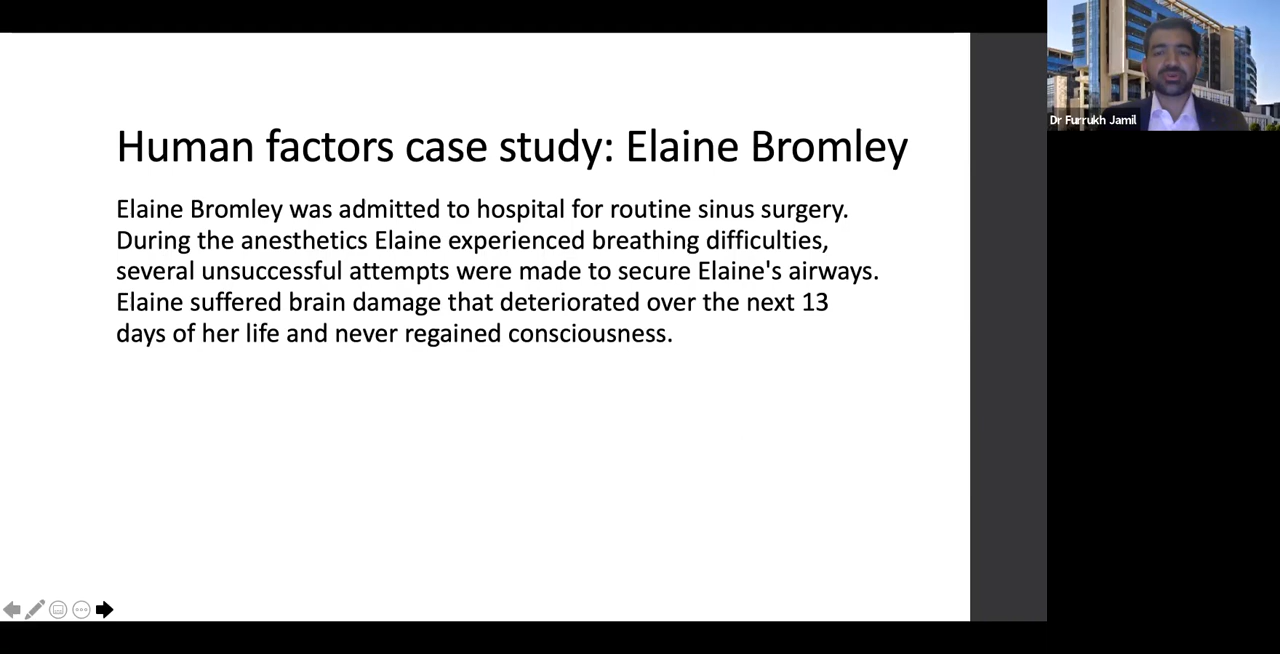 Human factors case study: Elaine Bromley
Elaine Bromley was admitted to hospital for routine sinus surgery.
During the anesthetics Elaine experienced breathing difficulties,
several unsuccessful attempts were made to secure Elaine's airways.
Elaine suffered brain damage that deteriorated over the next 13
days of her life and never regained consciousness.
Dr Furrukh Jamil